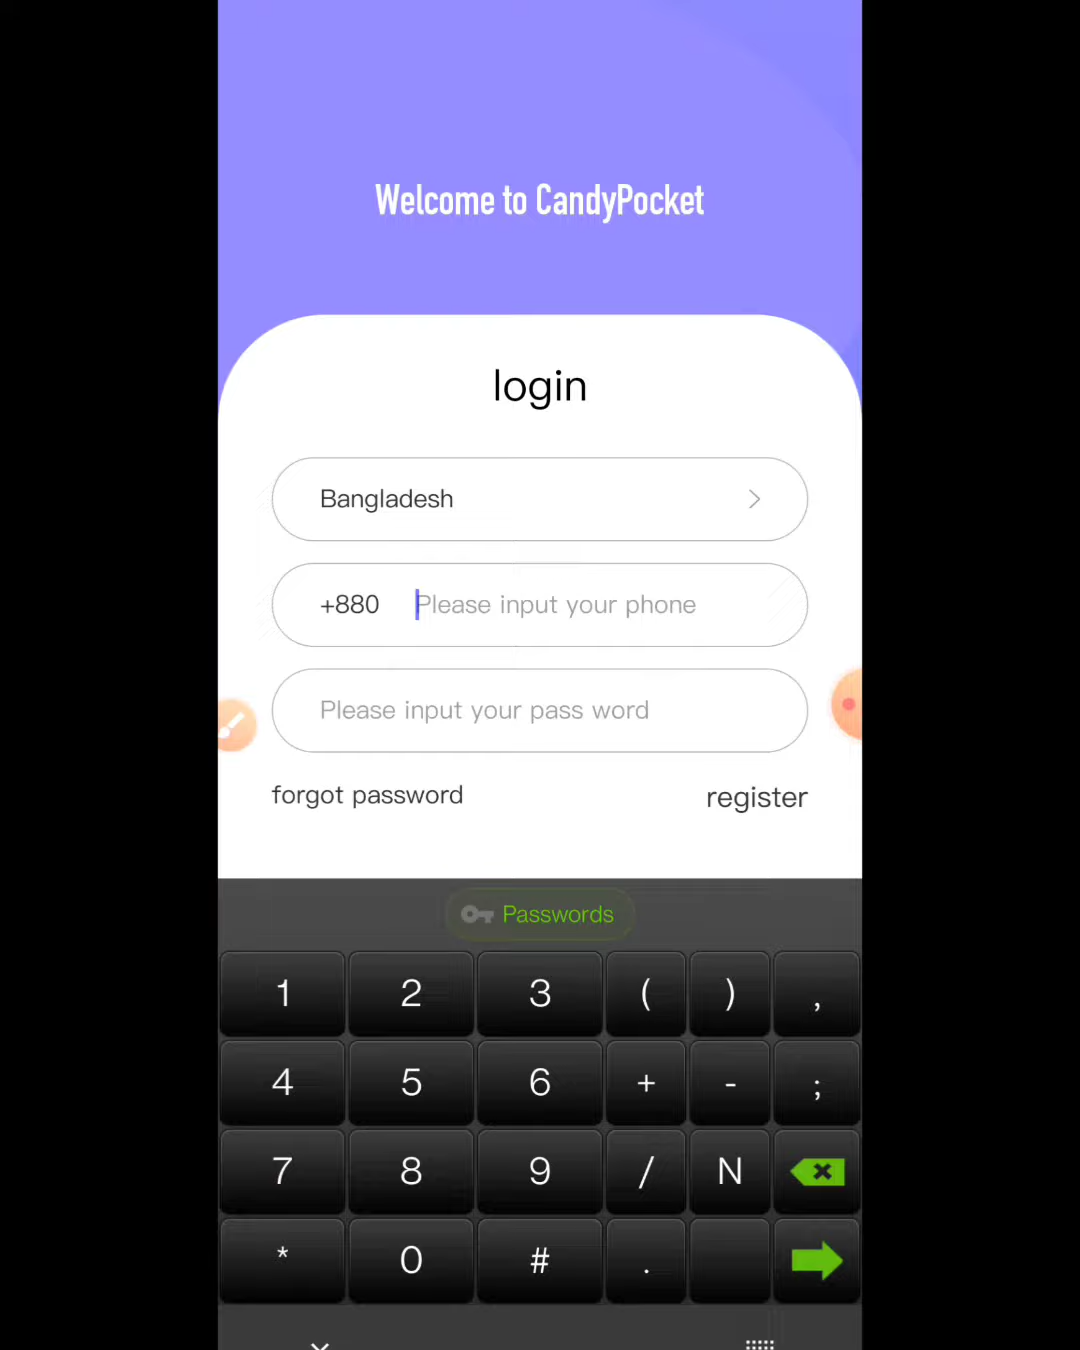 Welcome to CandyPocket
login
Bangladesh
+880 Please input your phone
Please input your pass word
forgot password register
Passwords
1 2 3 ( ) ,
4 5 6 + - ;
7 8 9 / N
* 0 # .